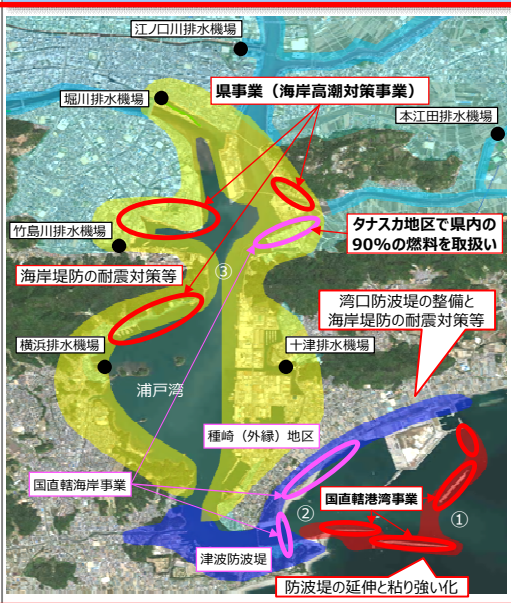 江ノ口川排水機場
堀川排水機場
県事業（海岸高潮対策事業）
本江田排水機場
タナスカ地区で県内の
90%の燃料を取扱い
竹島川排水機場
③
海岸堤防の耐震対策等
湾口防波堤の整備と
海岸堤防の耐震対策等
横浜排水機場
十津排水機場
浦戸湾
種崎（外縁）地区
国直轄海岸事業
国直轄港湾事業
②
①
津波防波堤
防波堤の延伸と粘り強い化